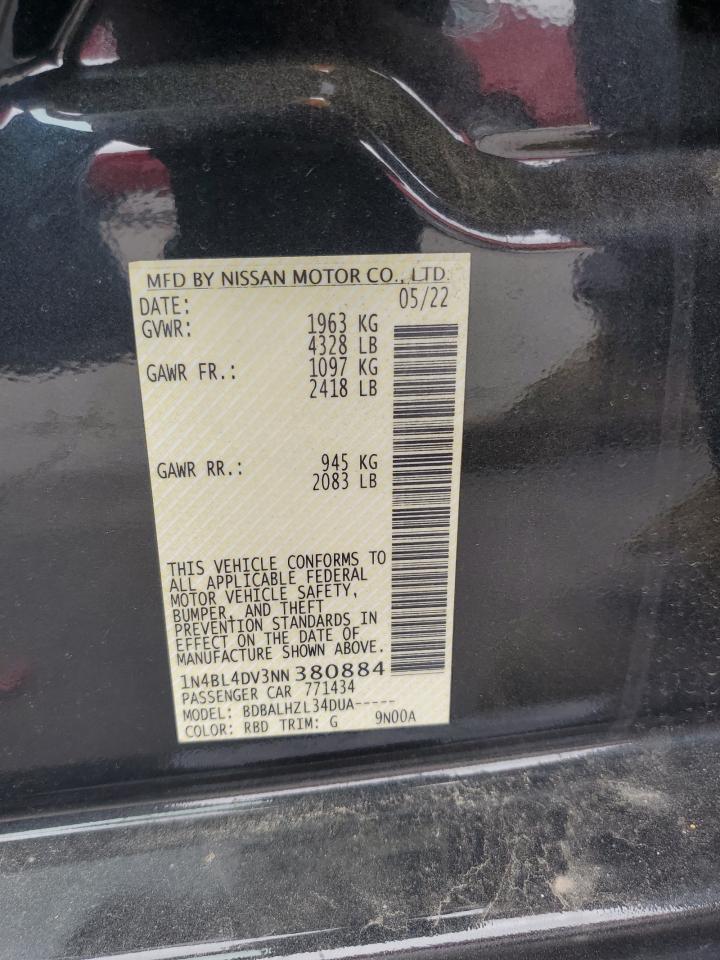 MFD BY NISSAN MOTOR CO., LTD.
DATE: 05/22
GVWR: 1963 KG
4328 LB
GAWR FR.: 1097 KG
2418 LB
GAWR RR.: 945 KG
2083 LB
THIS VEHICLE CONFORMS TO
ALL APPLICABLE FEDERAL
MOTOR VEHICLE SAFETY,
BUMPER, AND THEFT
PREVENTION STANDARDS IN
EFFECT ON THE DATE OF
MANUFACTURE SHOWN ABOVE.
1N4BL4DV3NN380884
PASSENGER CAR 771434
MODEL: BDBALHZL34DUA-----
COLOR: RBD TRIM: G 9N00A